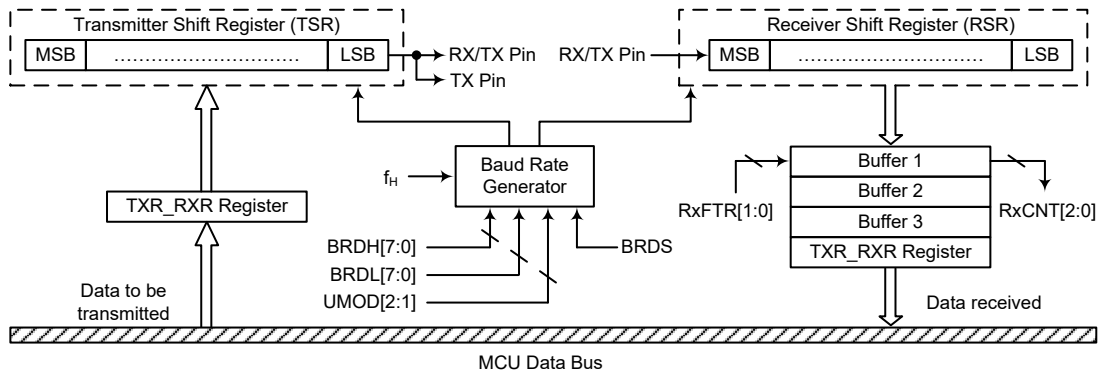 Transmitter Shift Register (TSR)
MSB ………………………… LSB
RX/TX Pin
TX Pin
Receiver Shift Register (RSR)
RX/TX Pin
MSB ………………………… LSB
fH
Baud Rate
Generator
TXR_RXR Register
BRDH[7:0]
BRDL[7:0]
UMOD[2:1]
BRDS
RxFTR[1:0]
Buffer 1
Buffer 2
Buffer 3
TXR_RXR Register
RxCNT[2:0]
Data to be
transmitted
Data received
MCU Data Bus